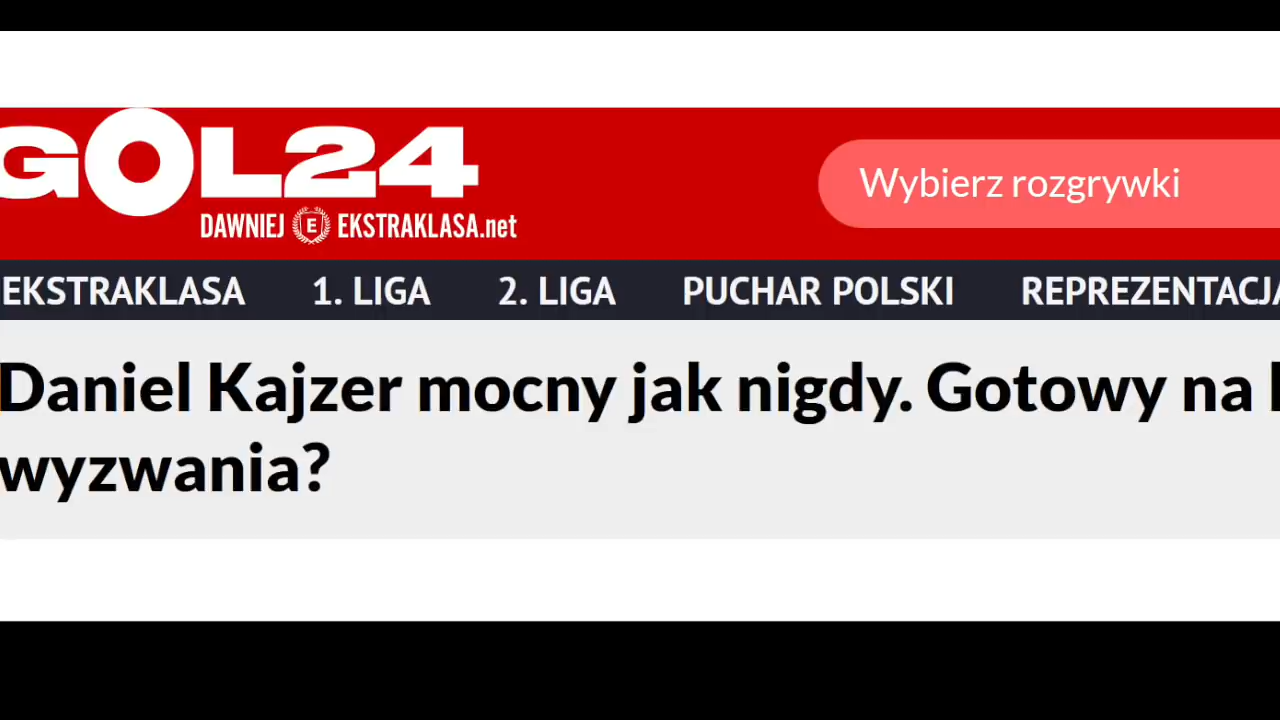 GOL24
DAWNIEJ E EKSTRAKLASA.net
Wybierz rozgrywki
EKSTRAKLASA 1. LIGA 2. LIGA PUCHAR POLSKI REPREZENTACJA
Daniel Kajzer mocny jak nigdy. Gotowy na
wyzwania?